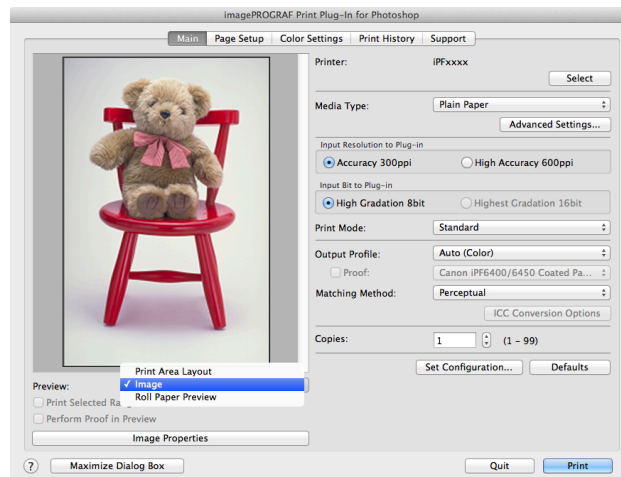 imagePROGRAF Print Plug-In for Photoshop
Main Page Setup Color Settings Print History Support
Printer: iPFxxxx
Select
Media Type: Plain Paper
Advanced Settings...
Input Resolution to Plug-in
Accuracy 300ppi High Accuracy 600ppi
Input Bit to Plug-in
High Gradation 8bit Highest Gradation 16bit
Print Mode: Standard
Output Profile: Auto (Color)
Proof: Canon iPF6400/6450 Coated Pa...
Matching Method: Perceptual
ICC Conversion Options
Copies: 1 (1 – 99)
Set Configuration... Defaults
Print Area Layout
Preview: ✓ Image
Roll Paper Preview
Print Selected
Perform Proof in Preview
Image Properties
? Maximize Dialog Box Quit Print